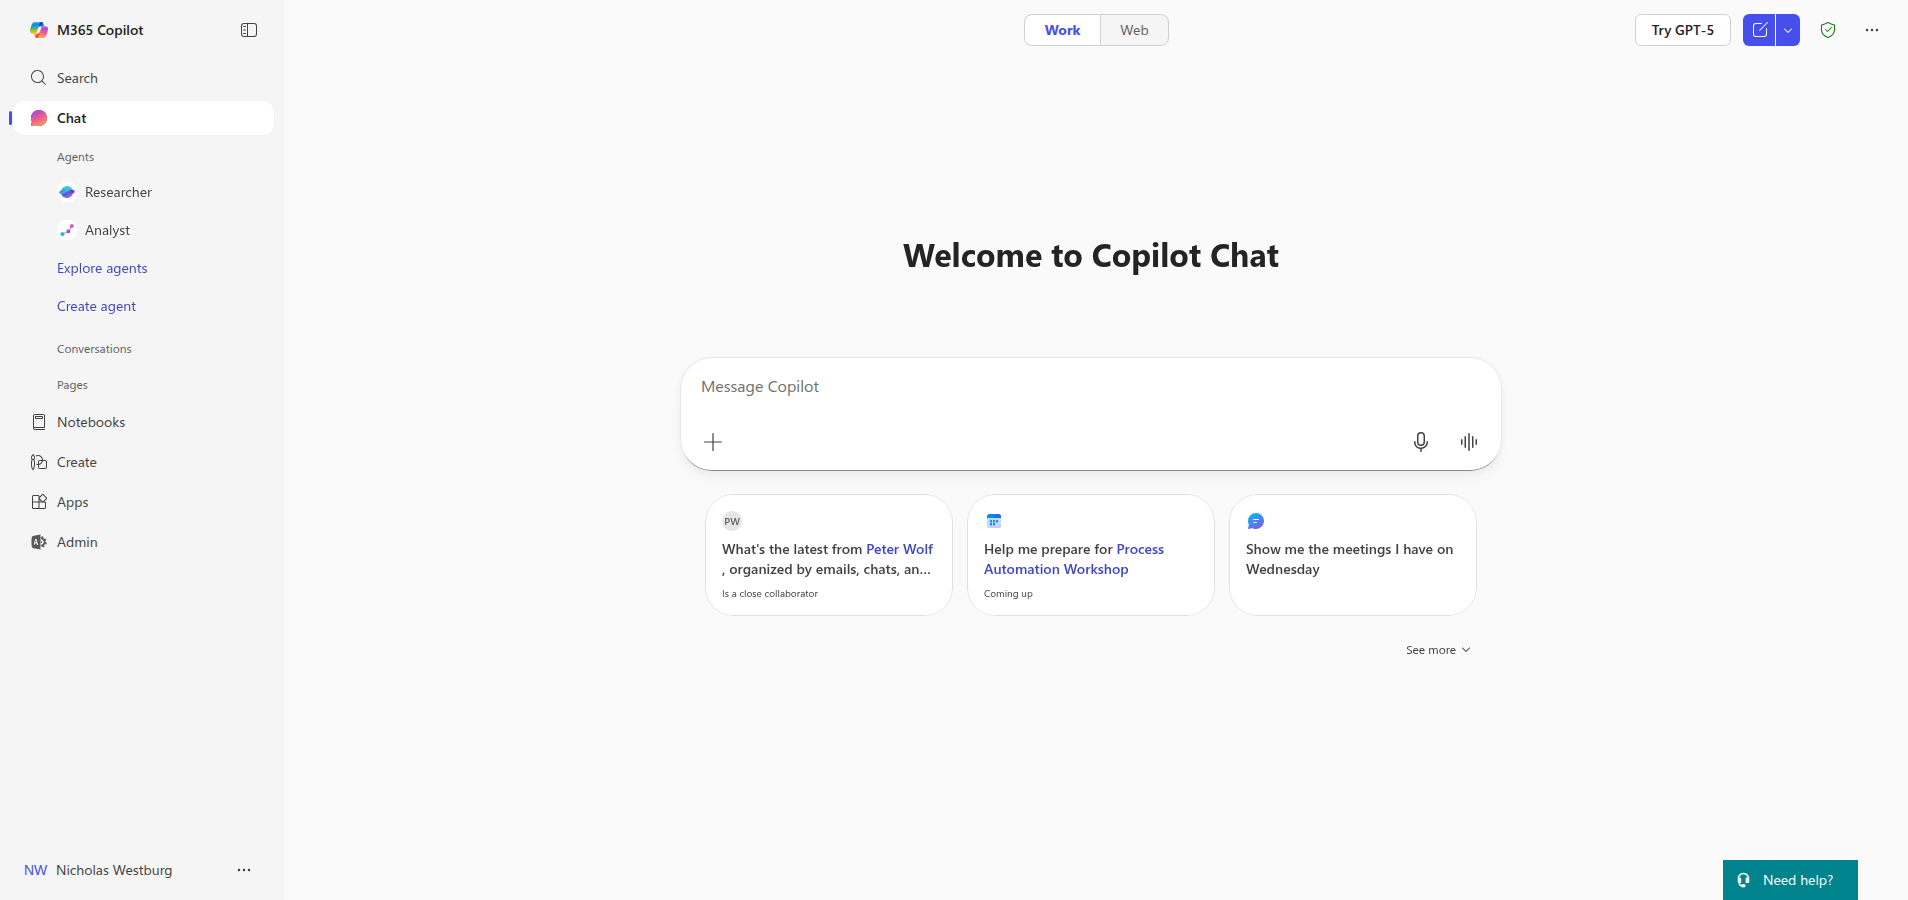 M365 Copilot
Search
Chat
Agents
Researcher
Analyst
Explore agents
Create agent
Conversations
Pages
Notebooks
Create
Apps
Admin
NW Nicholas Westburg
Work
Web
Try GPT-5
Welcome to Copilot Chat
Message Copilot
PW
What's the latest from Peter Wolf
, organized by emails, chats, an...
Is a close collaborator
Help me prepare for Process
Automation Workshop
Coming up
Show me the meetings I have on
Wednesday
See more
Need help?